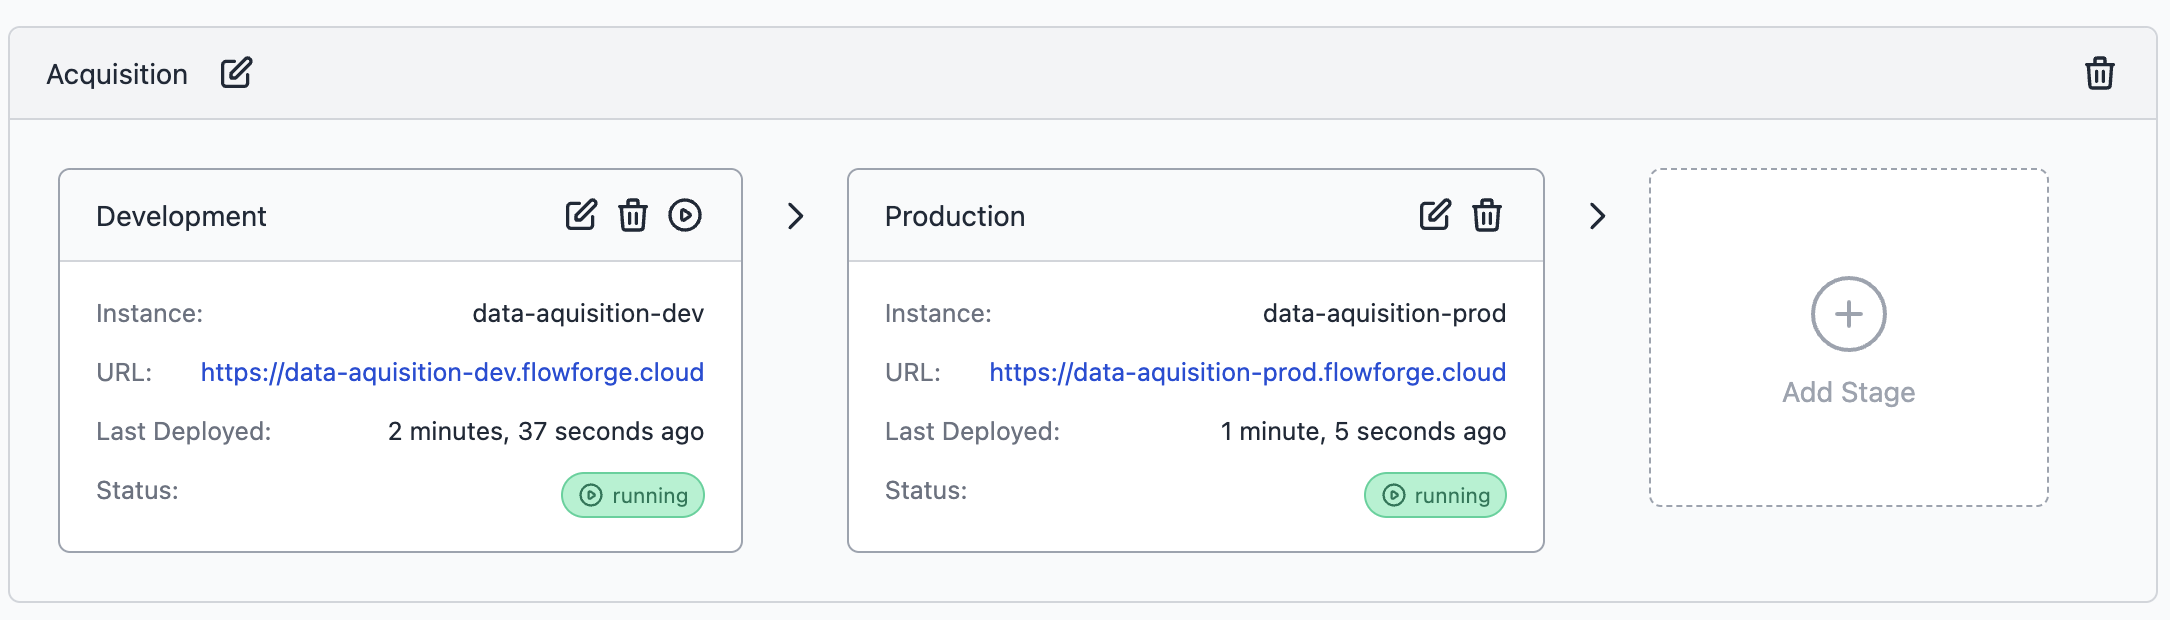 Acquisition
Development
Instance: data-aquisition-dev
URL: https://data-aquisition-dev.flowforge.cloud
Last Deployed: 2 minutes, 37 seconds ago
Status: running
Production
Instance: data-aquisition-prod
URL: https://data-aquisition-prod.flowforge.cloud
Last Deployed: 1 minute, 5 seconds ago
Status: running
Add Stage